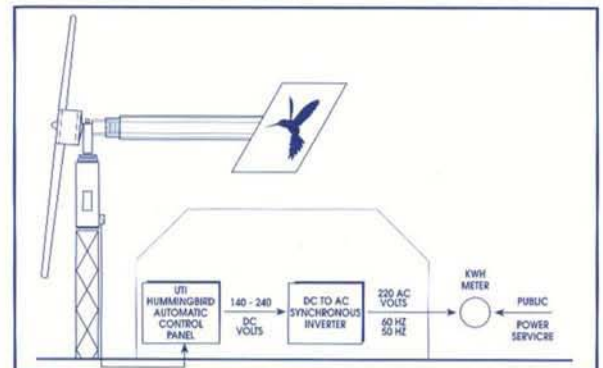 UTI
HUMMINGBIRD
AUTOMATIC
CONTROL
PANEL
140 - 240
DC
VOLTS
DC TO AC
SYNCHRONOUS
INVERTER
220 AC
VOLTS
60 HZ
50 HZ
KWH
METER
PUBLIC
POWER
SERVICRE